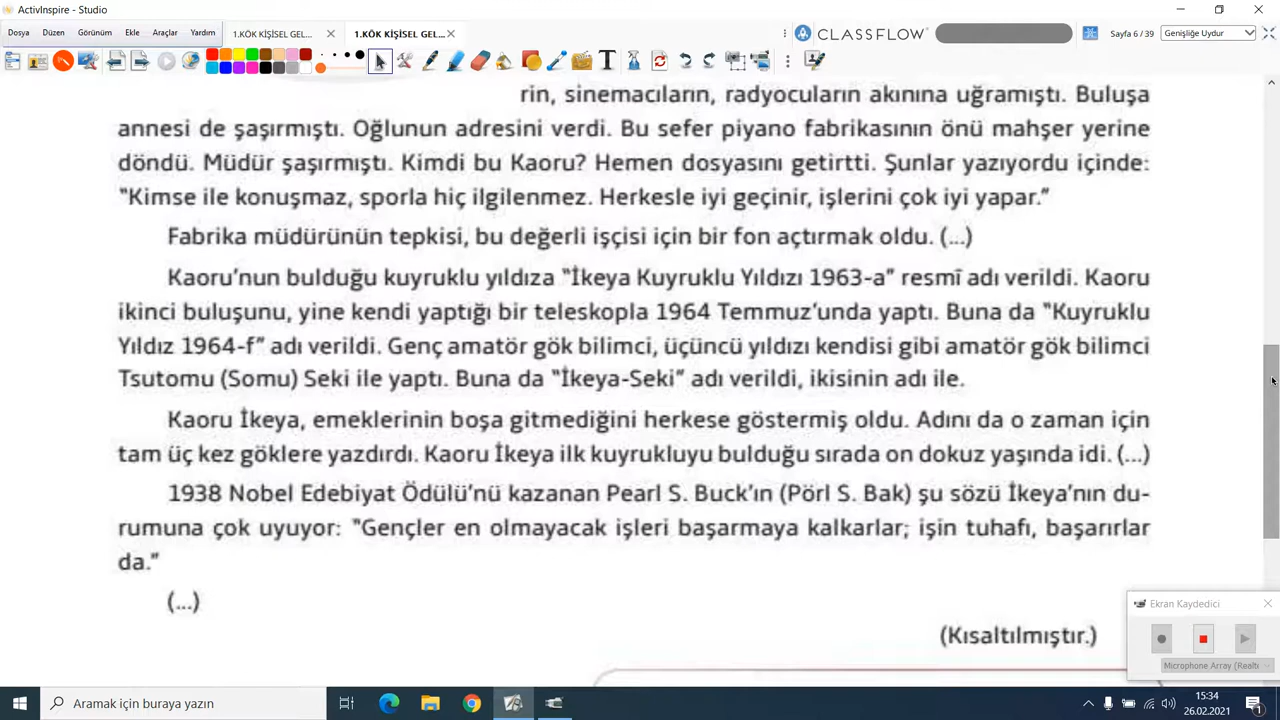 ActivInspire - Studio
Dosya Düzen Görünüm Ekle Araçlar Yardım
1.KÖK KİŞİSEL GEL...
1.KÖK KİŞİSEL GEL...
CLASSFLOW
Sayfa 6 / 39
Genişliğe Uydur
rin, sinemacıların, radyocuların akınına uğramıştı. Buluşa
annesi de şaşırmıştı. Oğlunun adresini verdi. Bu sefer piyano fabrikasının önü mahşer yerine
döndü. Müdür şaşırmıştı. Kimdi bu Kaoru? Hemen dosyasını getirtti. Şunlar yazıyordu içinde:
“Kimse ile konuşmaz, sporla hiç ilgilenmez. Herkesle iyi geçinir, işlerini çok iyi yapar.”
Fabrika müdürünün tepkisi, bu değerli işçisi için bir fon açtırmak oldu. (...)
Kaoru’nun bulduğu kuyruklu yıldıza “İkeya Kuyruklu Yıldızı 1963-a” resmî adı verildi. Kaoru
ikinci buluşunu, yine kendi yaptığı bir teleskopla 1964 Temmuz’unda yaptı. Buna da “Kuyruklu
Yıldız 1964-f” adı verildi. Genç amatör gök bilimci, üçüncü yıldızı kendisi gibi amatör gök bilimci
Tsutomu (Somu) Seki ile yaptı. Buna da “İkeya-Seki” adı verildi, ikisinin adı ile.
Kaoru İkeya, emeklerinin boşa gitmediğini herkese göstermiş oldu. Adını da o zaman için
tam üç kez göklere yazdırdı. Kaoru İkeya ilk kuyrukluyu bulduğu sırada on dokuz yaşında idi. (...)
1938 Nobel Edebiyat Ödülü’nü kazanan Pearl S. Buck’ın (Pörl S. Bak) şu sözü İkeya’nın du-
rumuna çok uyuyor: “Gençler en olmayacak işleri başarmaya kalkarlar; işin tuhafı, başarırlar
da.”
(...)
(Kısaltılmıştır.)
Ekran Kaydedici
Microphone Array (Realte
Aramak için buraya yazın
15:34
26.02.2021
1